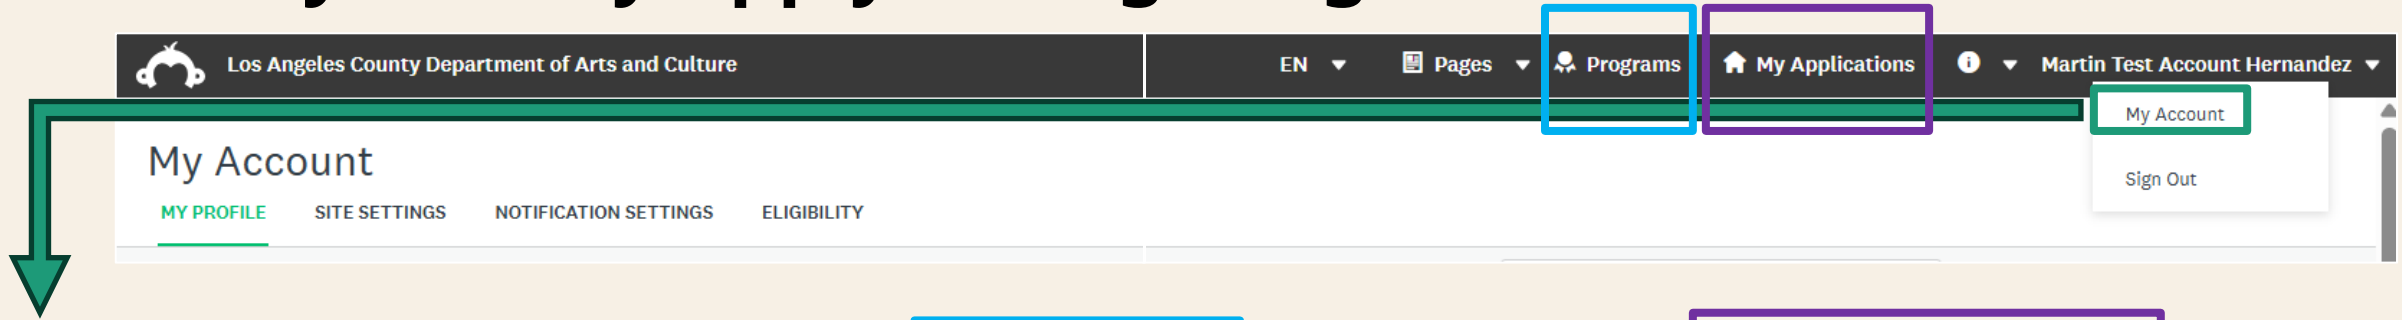 Los Angeles County Department of Arts and Culture EN Pages Programs My Applications Martin Test Account Hernandez
My Account
Sign Out
My Account
MY PROFILE SITE SETTINGS NOTIFICATION SETTINGS ELIGIBILITY